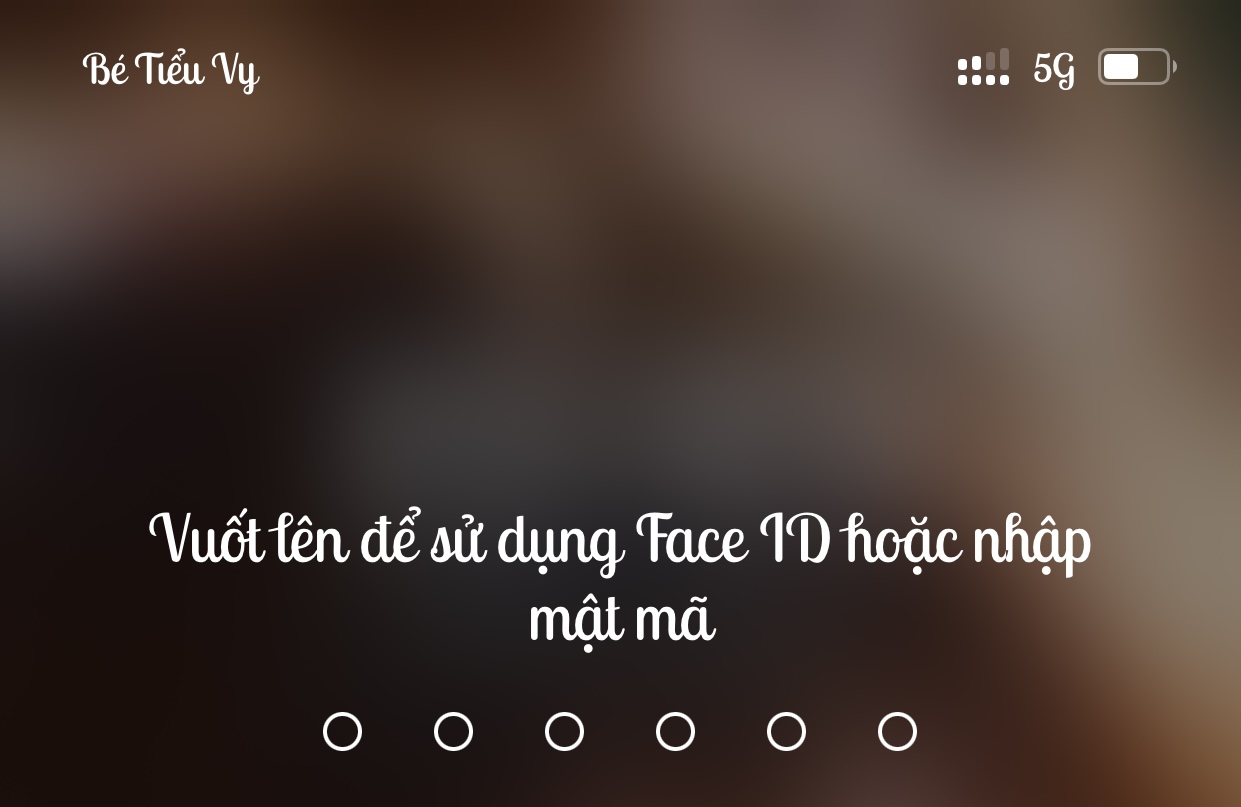 Bé Tiểu Vy 5G
Vuốt lên để sử dụng Face ID hoặc nhập
mật mã